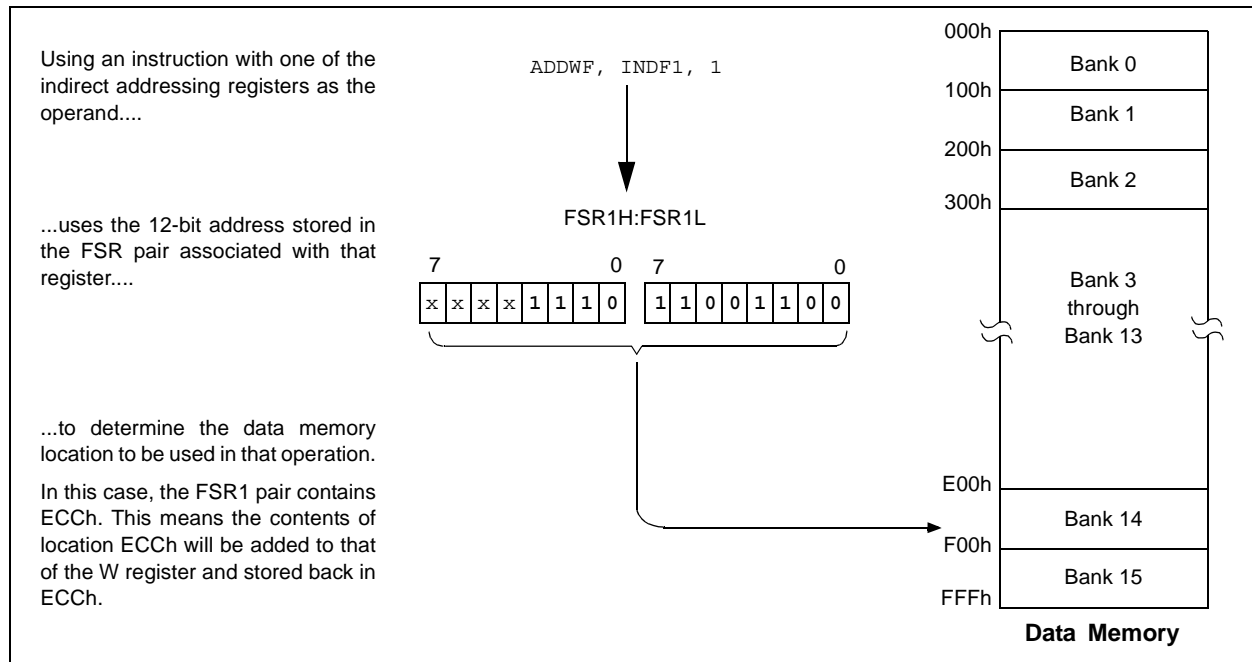 Using an instruction with one of the
indirect addressing registers as the
operand....
ADDWF, INDF1, 1
...uses the 12-bit address stored in
the FSR pair associated with that
register....
FSR1H:FSR1L
7 0 7 0
x x x x 1 1 1 0 1 1 0 0 1 1 0 0
...to determine the data memory
location to be used in that operation.
In this case, the FSR1 pair contains
ECCh. This means the contents of
location ECCh will be added to that
of the W register and stored back in
ECCh.
000h
Bank 0
100h
Bank 1
200h
Bank 2
300h
Bank 3
through
Bank 13
E00h
Bank 14
F00h
Bank 15
FFFh
Data Memory